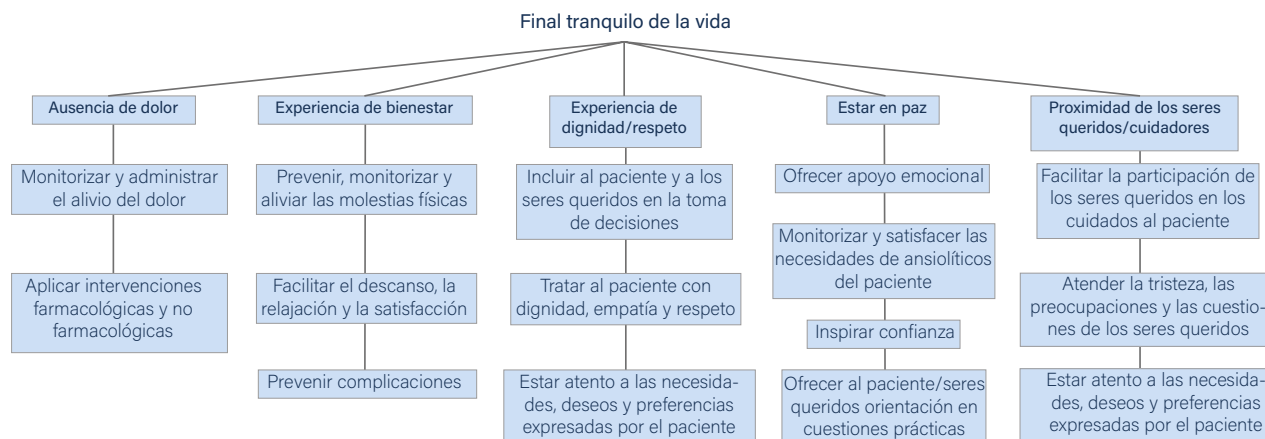 Final tranquilo de la vida
Ausencia de dolor
Monitorizar y administrar
el alivio del dolor
Aplicar intervenciones
farmacológicas y no
farmacológicas
Experiencia de bienestar
Prevenir, monitorizar y
aliviar las molestias físicas
Facilitar el descanso, la
relajación y la satisfacción
Prevenir complicaciones
Experiencia de
dignidad/respeto
Incluir al paciente y a los
seres queridos en la toma
de decisiones
Tratar al paciente con
dignidad, empatía y respeto
Estar atento a las necesida-
des, deseos y preferencias
expresadas por el paciente
Estar en paz
Ofrecer apoyo emocional
Monitorizar y satisfacer las
necesidades de ansiolíticos
del paciente
Inspirar confianza
Ofrecer al paciente/seres
queridos orientación en
cuestiones prácticas
Proximidad de los seres
queridos/cuidadores
Facilitar la participación de
los seres queridos en los
cuidados al paciente
Atender la tristeza, las
preocupaciones y las cuestio-
nes de los seres queridos
Estar atento a las necesida-
des, deseos y preferencias
expresadas por el paciente